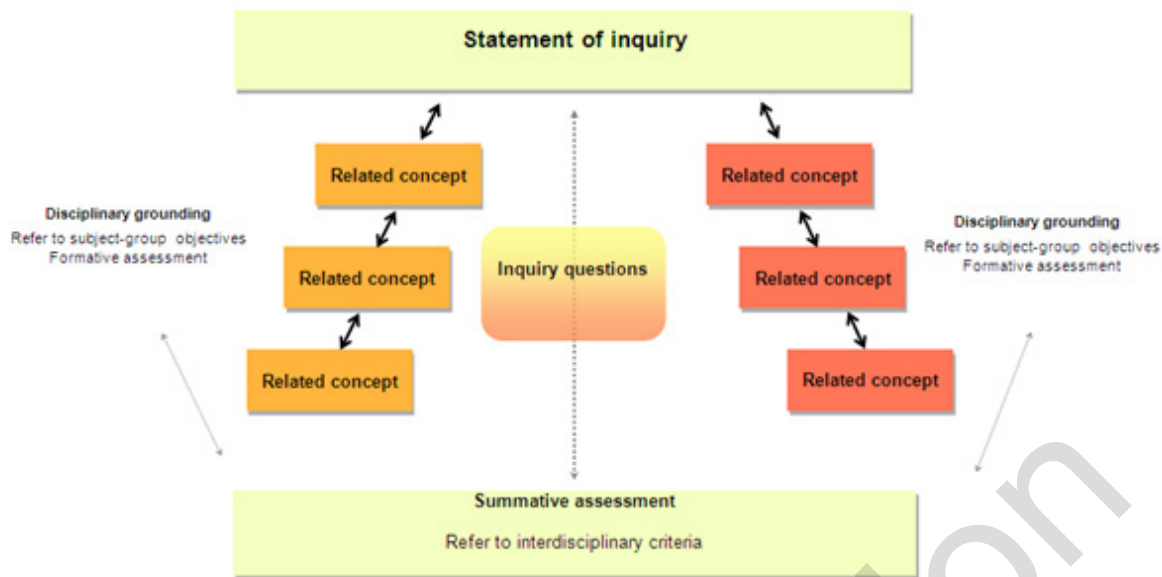 Statement of inquiry
Related concept
Related concept
Disciplinary grounding
Refer to subject-group objectives
Formative assessment
Disciplinary grounding
Refer to subject-group objectives
Formative assessment
Inquiry questions
Related concept
Related concept
Related concept
Related concept
Summative assessment
Refer to interdisciplinary criteria